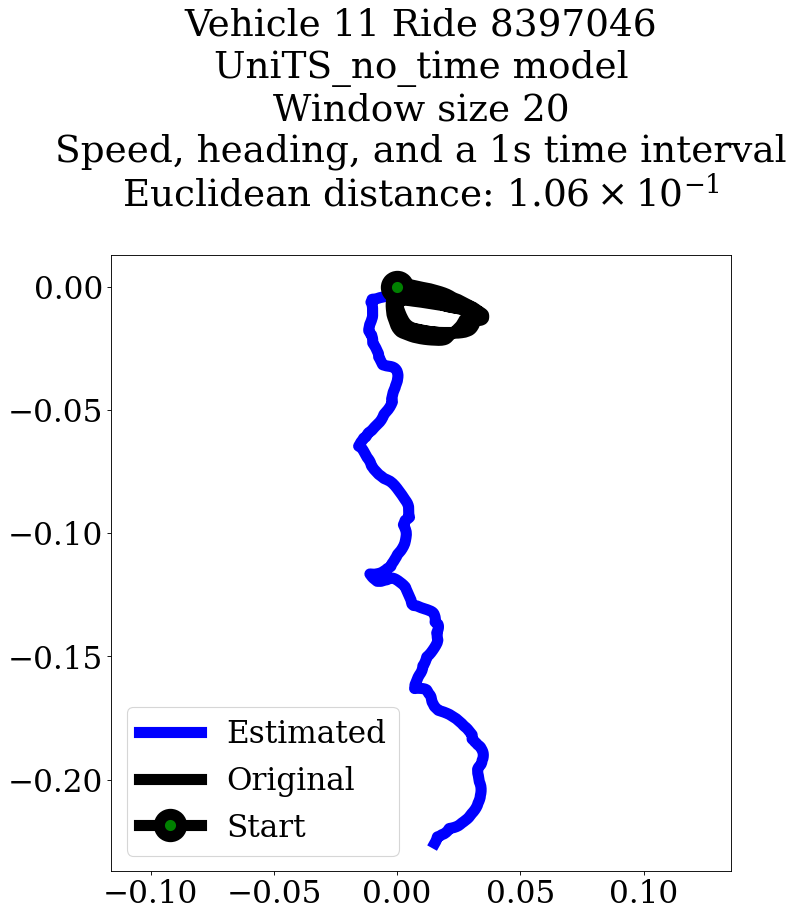 Vehicle 11 Ride 8397046
UniTS_no_time model
Window size 20
Speed, heading, and a 1s time interval
Euclidean distance: 1.06 × 10⁻¹
0.00
−0.05
−0.10
−0.15
−0.20
Estimated
Original
Start
−0.10 −0.05 0.00 0.05 0.10